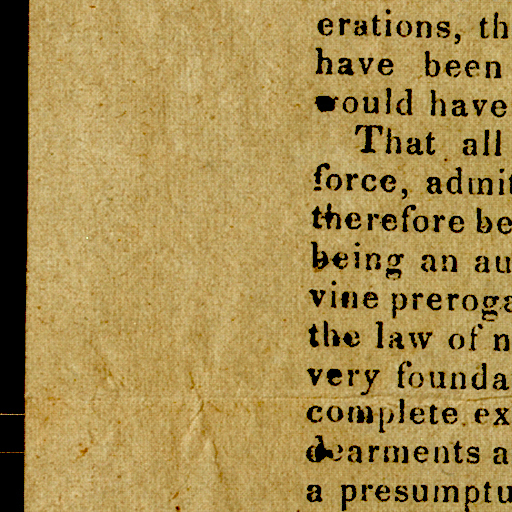 erations, th
have been
would have
That all
force, admit
therefore be
being an au
vine preroga
the law of n
very founda
complete ex
dearments a
a presumptu